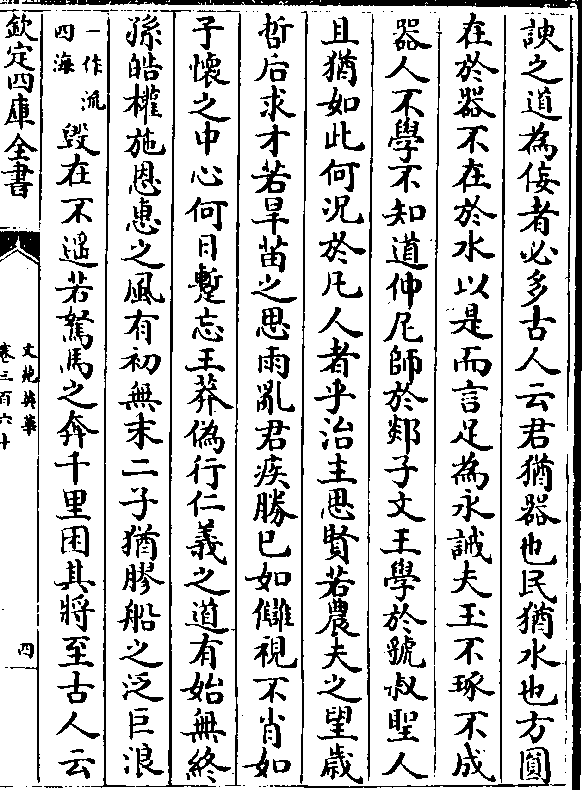 諛之道為佞者必多古人云君猶器也民猶水也方圓
在於器不在於水以是而言足為永誡夫玉不琢不成
器人不學不知道仲尼師於郯子文王學於虢叔聖人
且猶如此何況於凡人者乎治主思賢若農夫之望歳
哲后求才若旱苗之思雨亂君疾勝已如讎視不肖如
子懷之中心何日蹔忘王莽偽行仁義之道有始無終
孫皓權施恩惠之風有初無末二子猶膠船之泛巨浪
一作流四海毀在不遥若駑馬之奔千里困其將至古人云
欽定四庫全書
文苑英華
卷三百六十
四